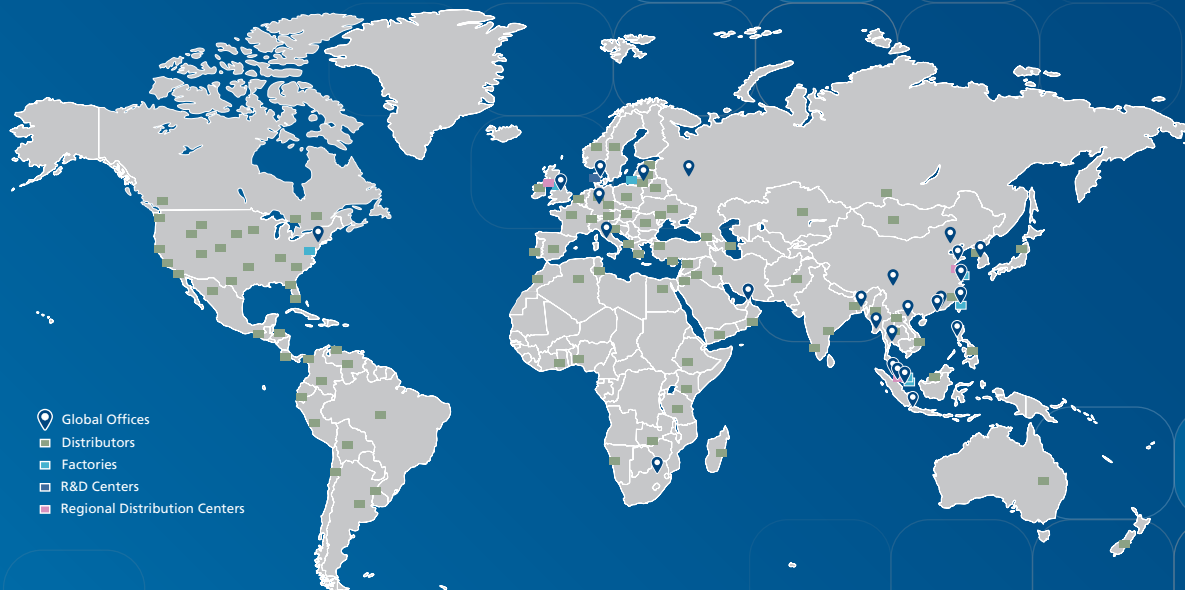 Global Offices
Distributors
Factories
R&D Centers
Regional Distribution Centers